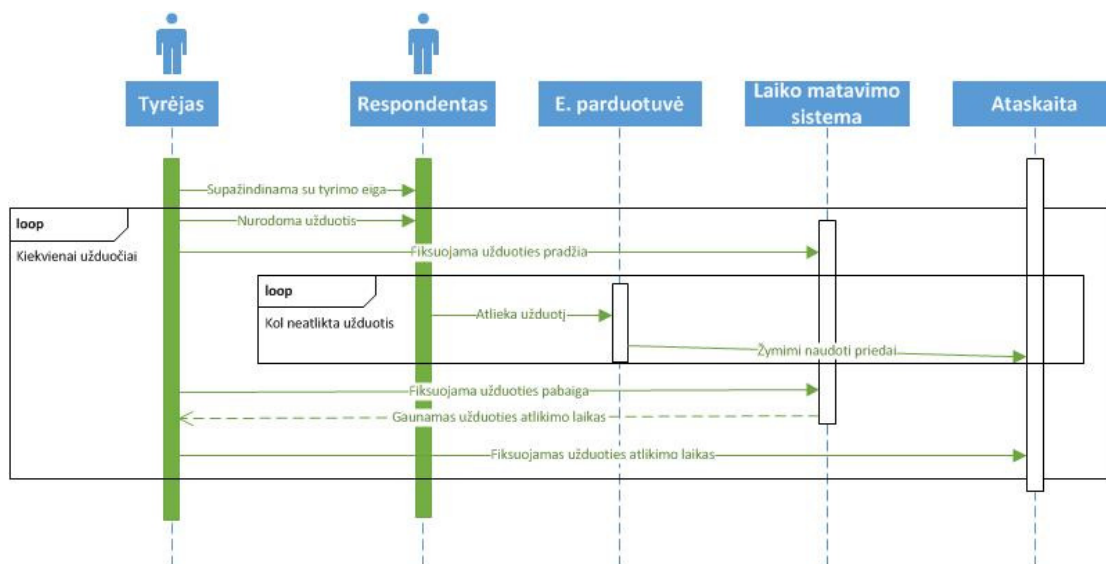 Tyrėjas
Respondentas
E. parduotuvė
Laiko matavimo
sistema
Ataskaita
Supažindinama su tyrimo eiga
loop
Nurodoma užduotis
Kiekvienai užduočiai
Fiksuojama užduoties pradžia
loop
Kol neatlikta užduotis
Atlieka užduotį
Žymimi naudoti priedai
Fiksuojama užduoties pabaiga
Gaunamas užduoties atlikimo laikas
Fiksuojamas užduoties atlikimo laikas